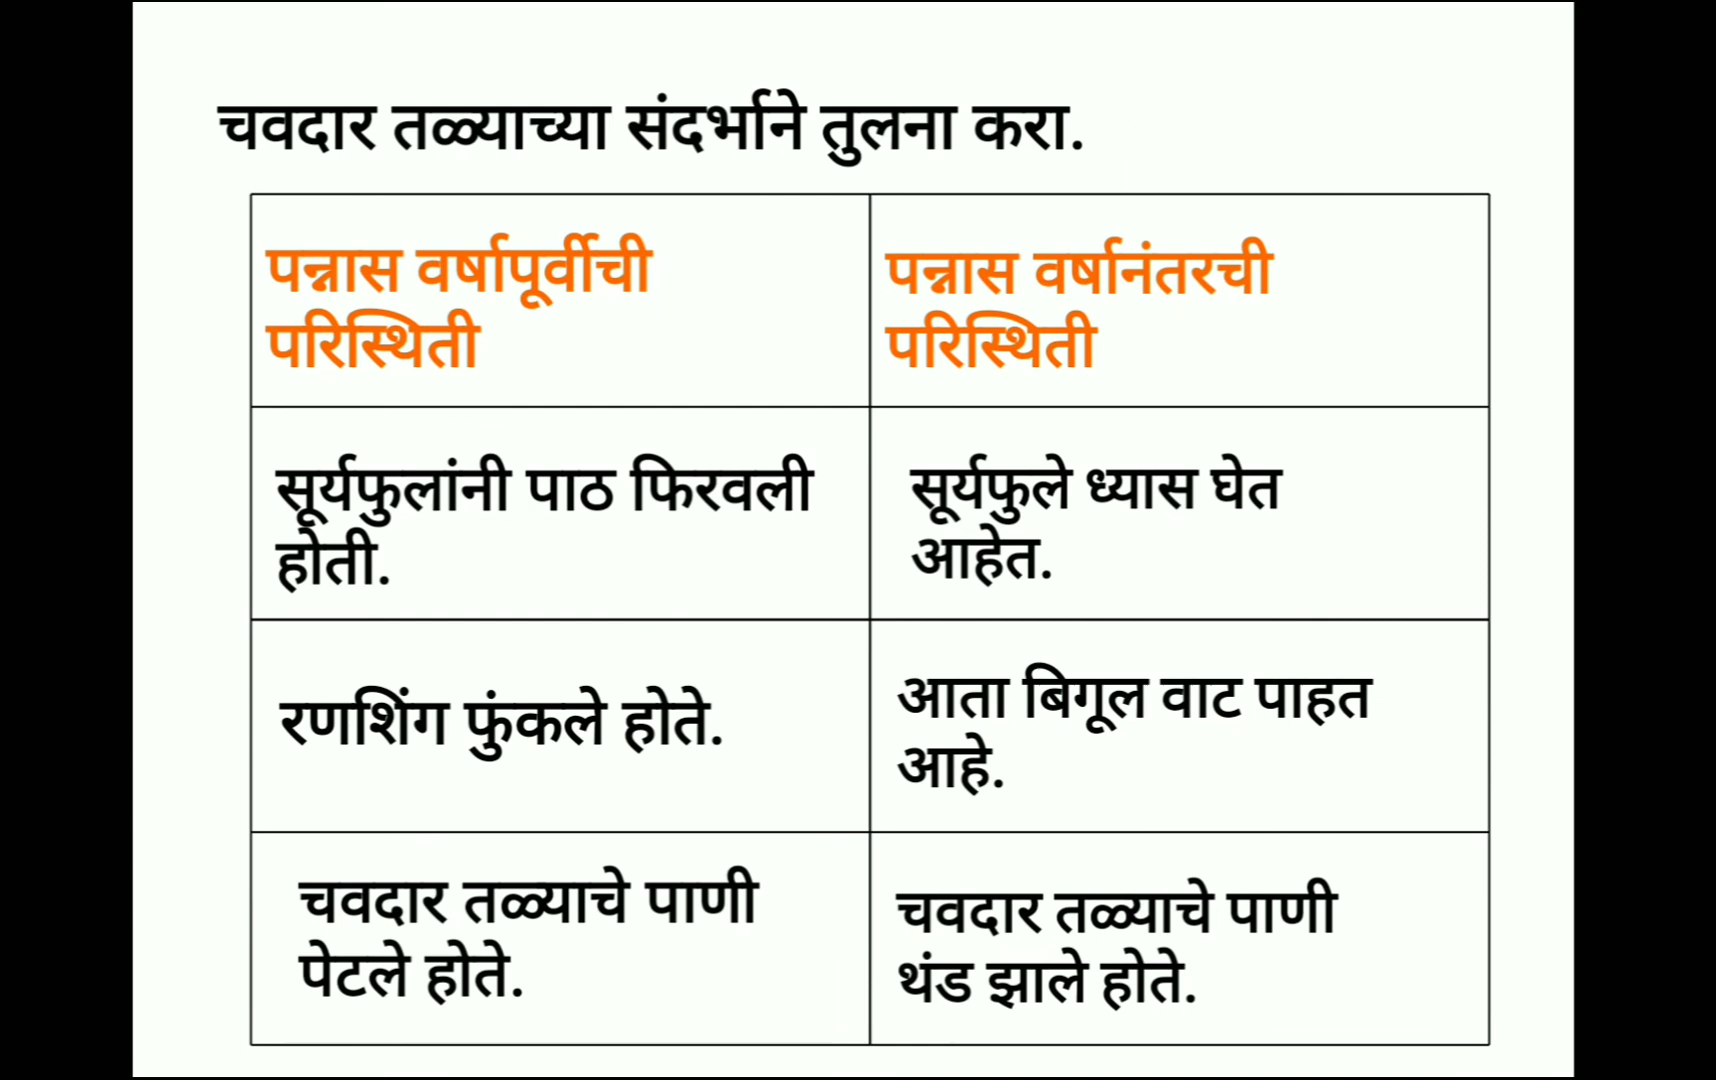 चवदार तळ्याच्या संदर्भाने तुलना करा.
पन्नास वर्षापूर्वीची
परिस्थिती
पन्नास वर्षानंतरची
परिस्थिती
सूर्यफुलांनी पाठ फिरवली
होती.
सूर्यफुले ध्यास घेत
आहेत.
रणशिंग फुंकले होते.
आता बिगूल वाट पाहत
आहे.
चवदार तळ्याचे पाणी
पेटले होते.
चवदार तळ्याचे पाणी
थंड झाले होते.